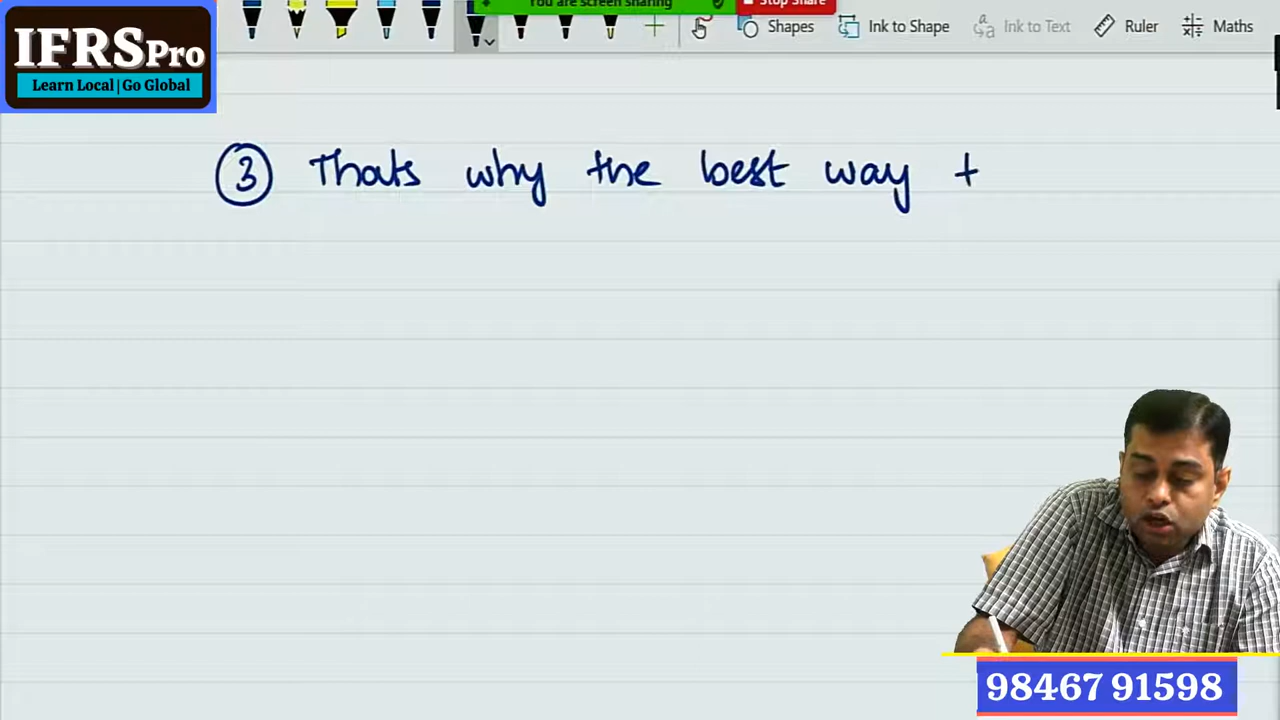 IFRSPro
Learn Local|Go Global
You are screen sharing
Stop Share
Shapes
Ink to Shape
Ink to Text
Ruler
Maths
3 Thats why the best way t
98467 91598